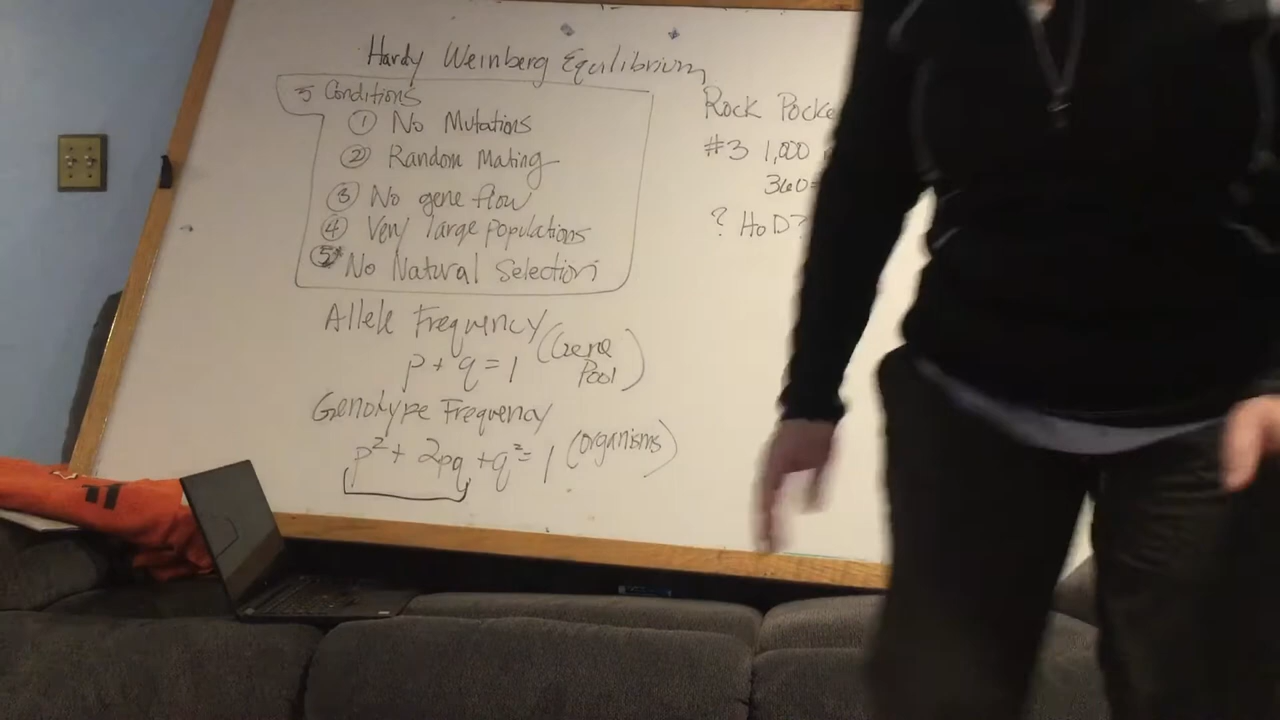 Hardy Weinberg Equilibrium
5 Conditions
① No Mutations
② Random Mating
③ No gene flow
④ Very large populations
⑤* No Natural Selection
Allele Frequency
p + q = 1 (Gene Pool)
Genotype Frequency
p² + 2pq + q² = 1 (organisms)
Rock Pocke
#3 1,000
360=
? HoD?